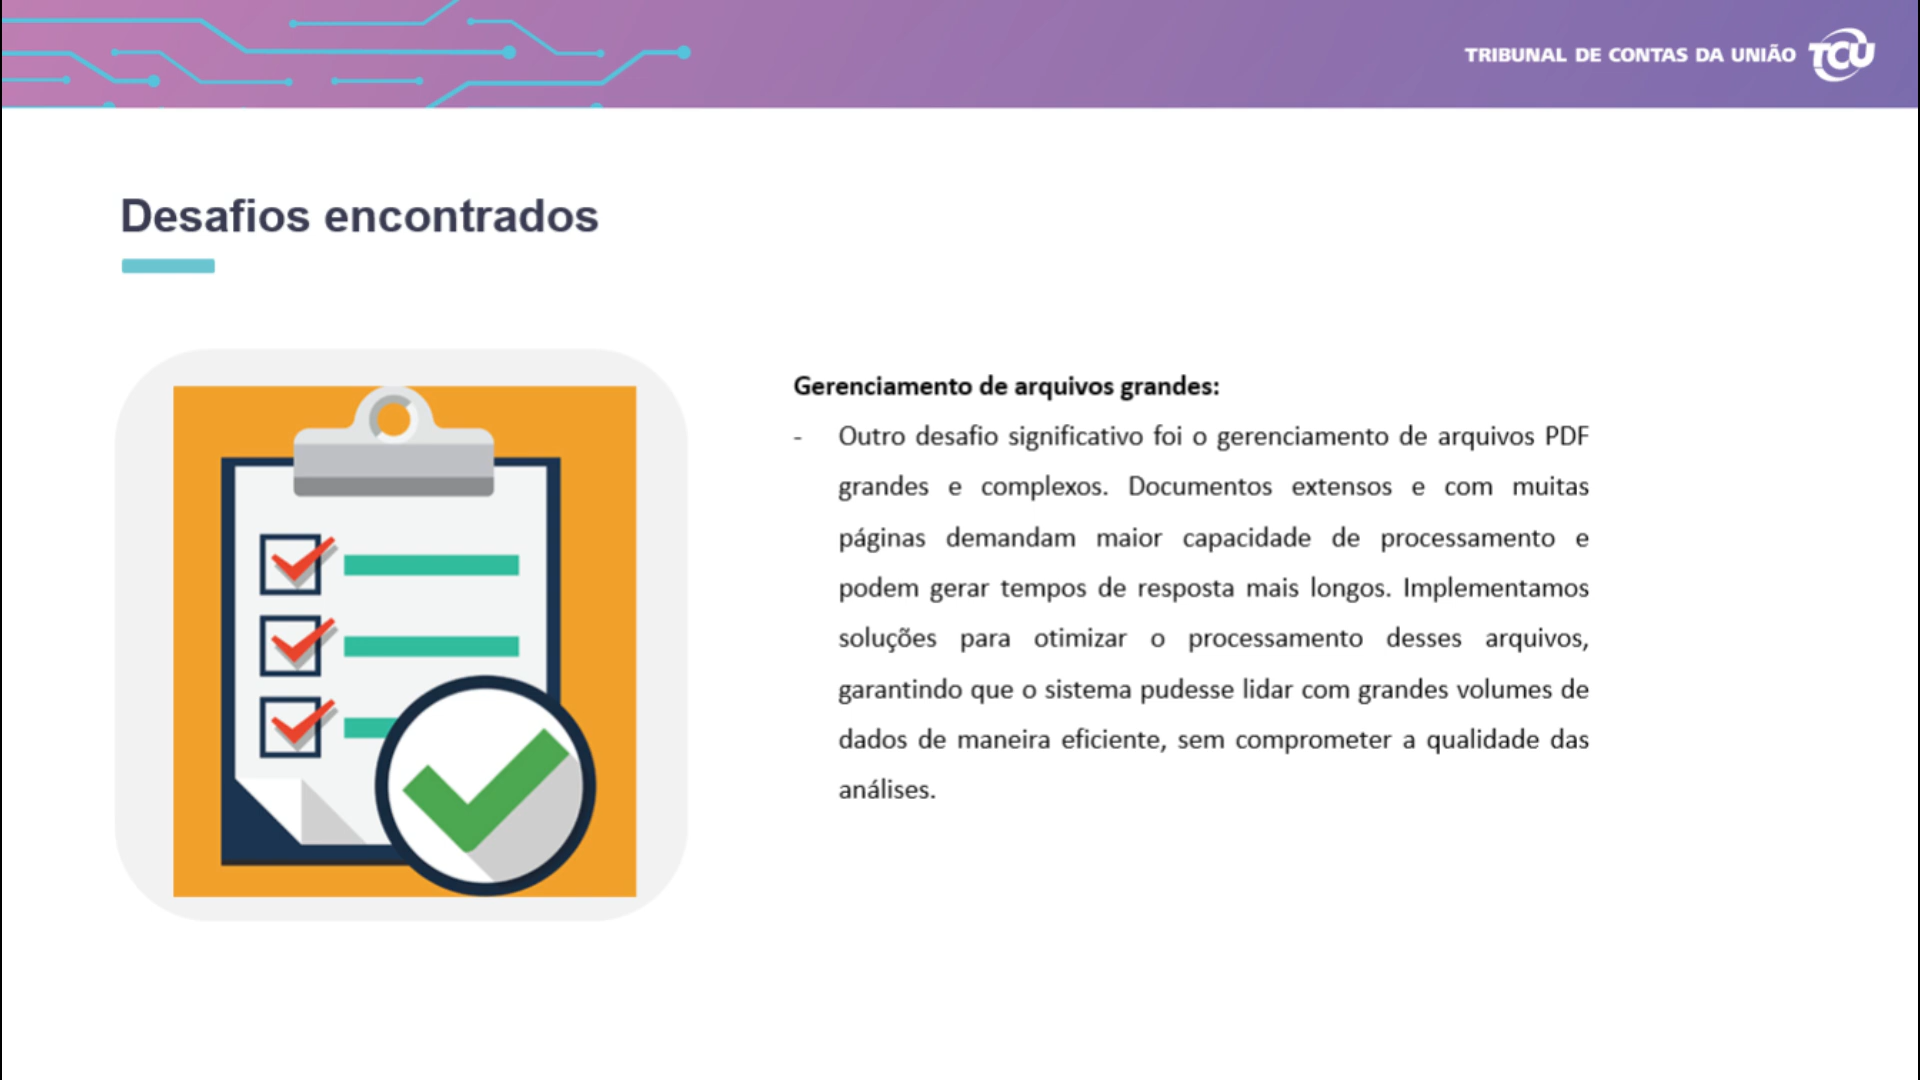 TRIBUNAL DE CONTAS DA UNIÃO TCU
Desafios encontrados
Gerenciamento de arquivos grandes:
- Outro desafio significativo foi o gerenciamento de arquivos PDF
grandes e complexos. Documentos extensos e com muitas
páginas demandam maior capacidade de processamento e
podem gerar tempos de resposta mais longos. Implementamos
soluções para otimizar o processamento desses arquivos,
garantindo que o sistema pudesse lidar com grandes volumes de
dados de maneira eficiente, sem comprometer a qualidade das
análises.